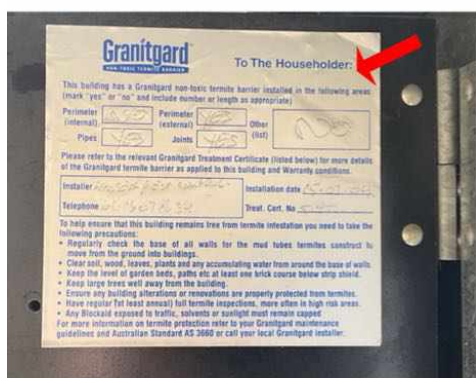 Granitgard
NON-TOXIC TERMITE BARRIER
To The Householder:
This building has a Granitgard non-toxic termite barrier installed in the following areas
(mark "yes" or "no" and include number or length as appropriate)
Perimeter (internal) Perimeter (external) yes Other (list)
Pipes yes Joints yes
Please refer to the relevant Granitgard Treatment Certificate (listed below) for more details
of the Granitgard termite barrier as applied to this building and Warranty conditions.
Installer Installation date
Telephone Treat. Cert. No
To help ensure that this building remains free from termite infestation you need to take the
following precautions:
• Regularly check the base of all walls for the mud tubes termites construct to
move from the ground into buildings.
• Clear soil, wood, leaves, plants and any accumulating water from around the base of walls.
• Keep the level of garden beds, paths etc at least one brick course below strip shield.
• Keep large trees well away from the building.
• Ensure any building alterations or renovations are properly protected from termites.
• Have regular (at least annual) full termite inspections, more often in high risk areas.
• Any Blockaid exposed to traffic, solvents or sunlight must remain capped
For more information on termite protection refer to your Granitgard maintenance
guidelines and Australian Standard AS 3660 or call your local Granitgard installer.